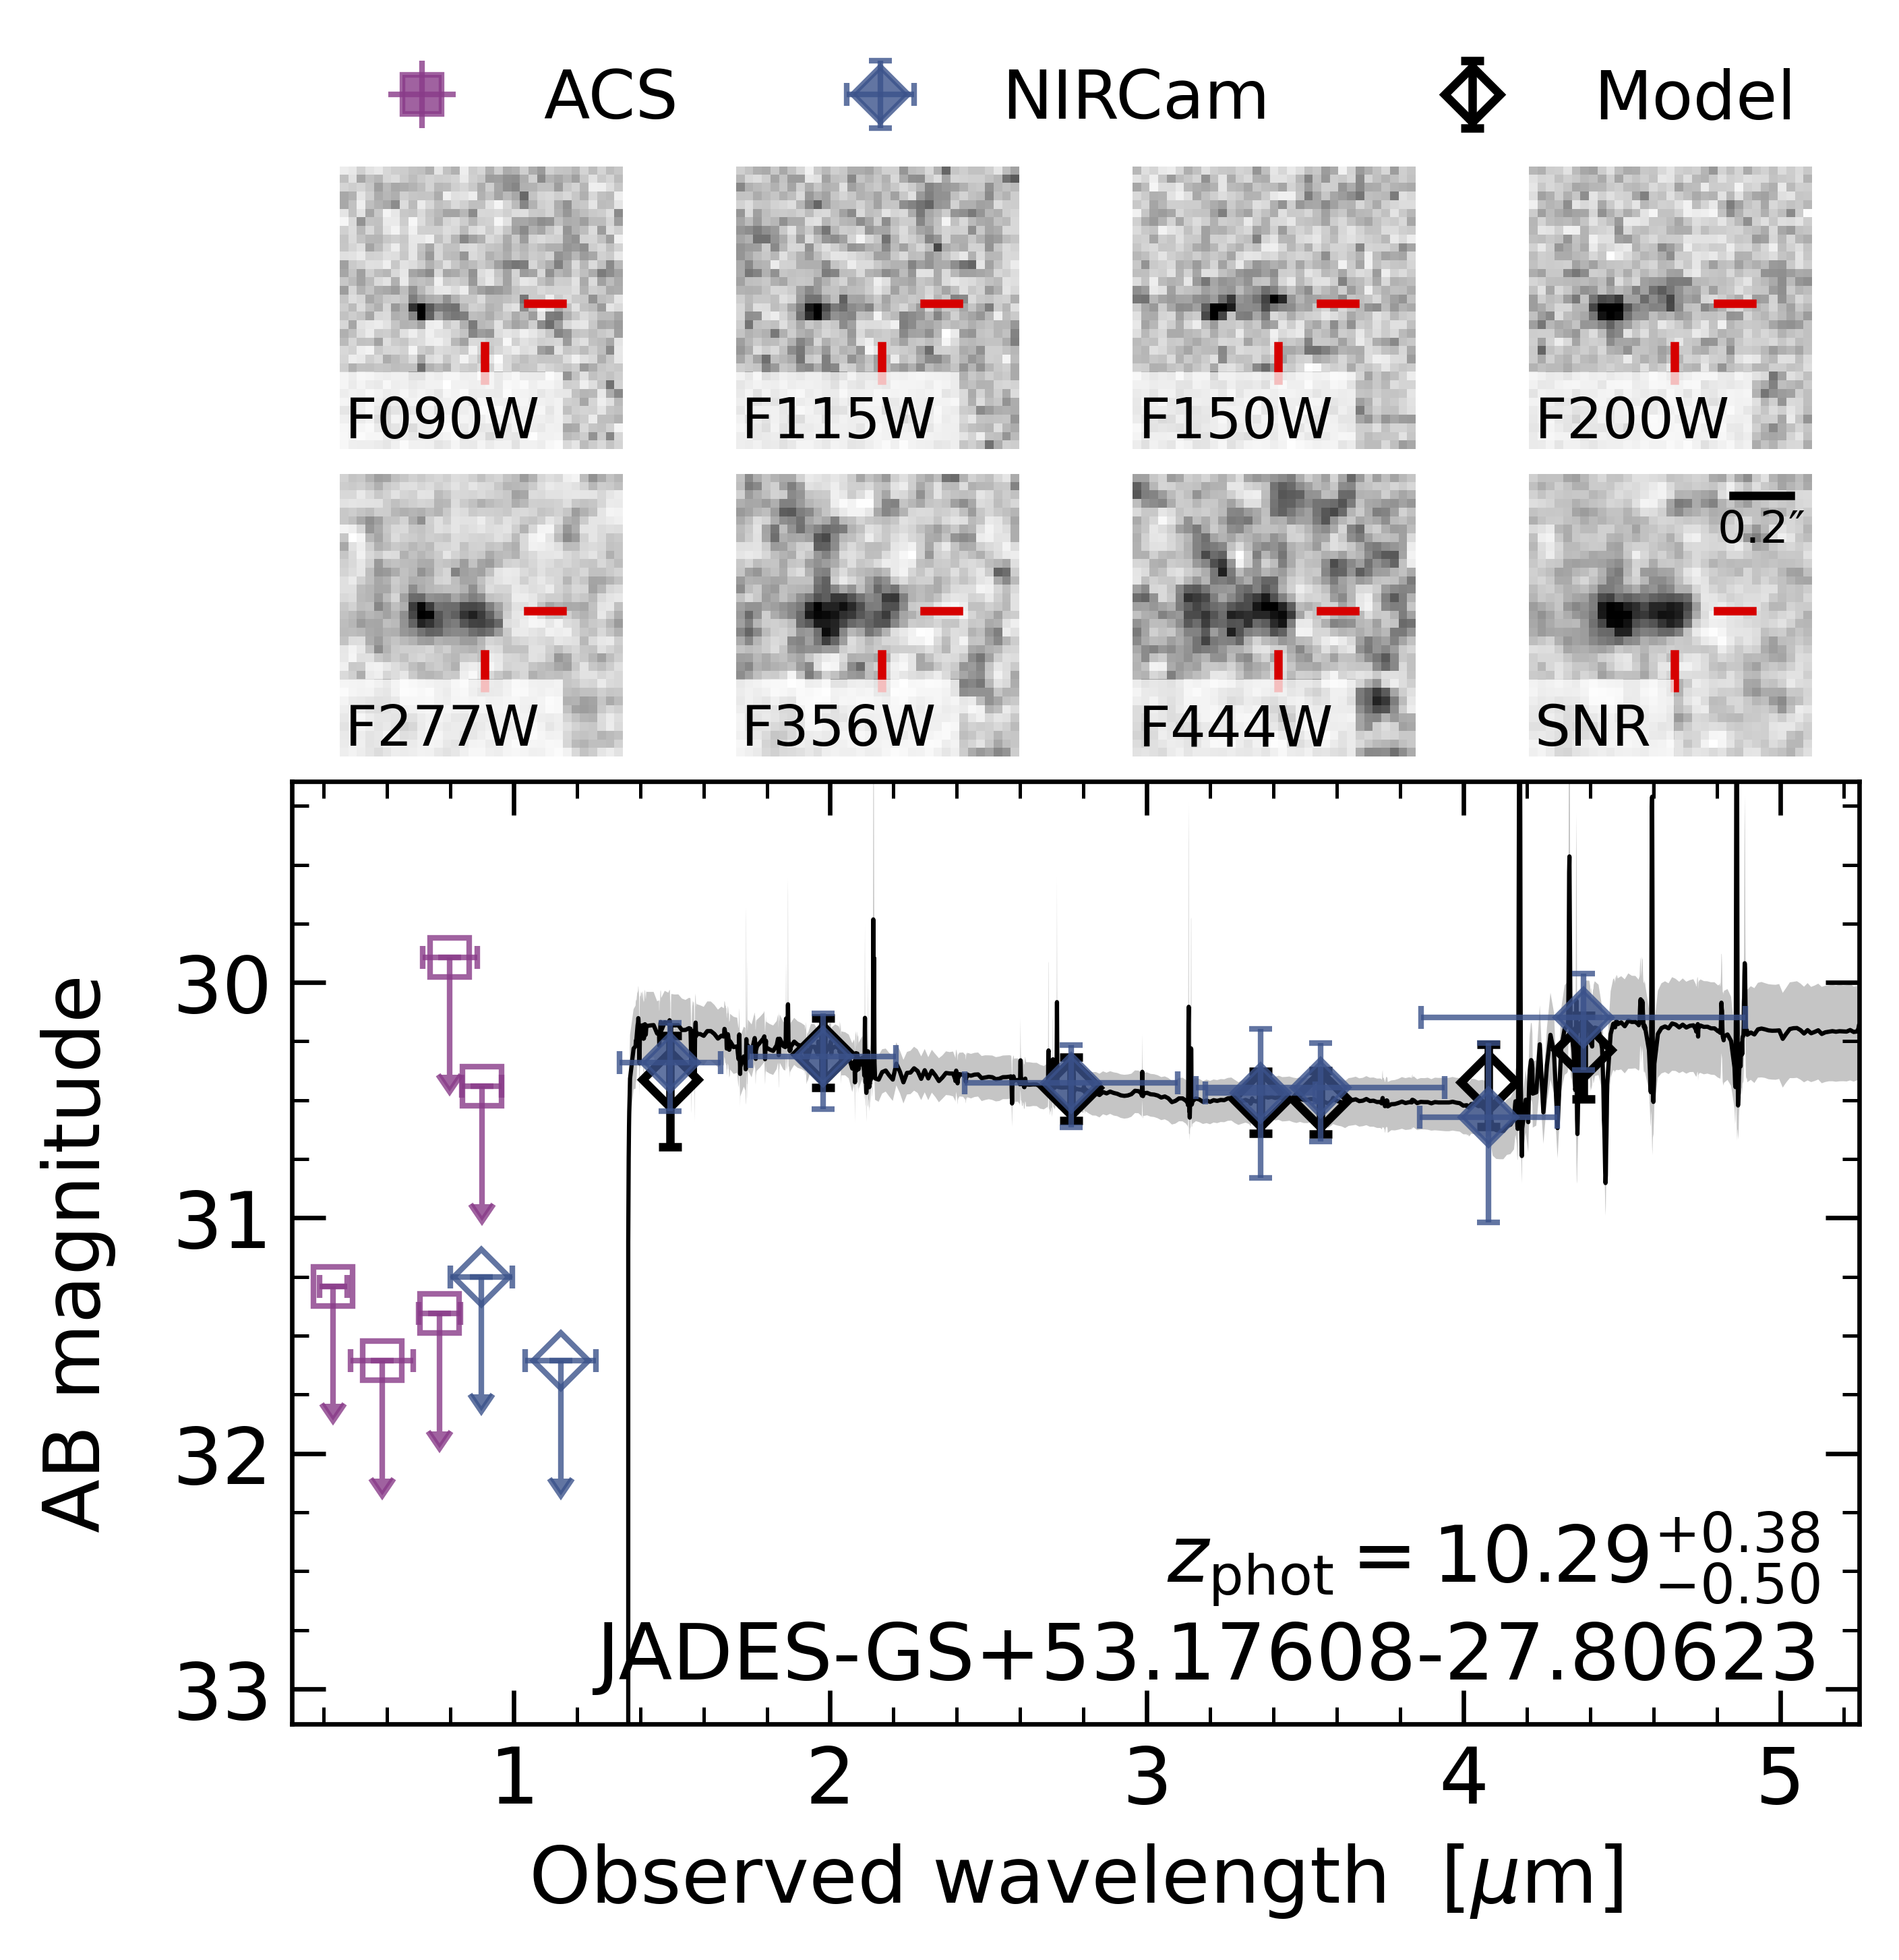 ACS NIRCam Model
F090W F115W F150W F200W
0.2″
F277W F356W F444W SNR
AB magnitude
30
31
32
33
z_phot = 10.29 +0.38 −0.50
JADES-GS+53.17608-27.80623
1 2 3 4 5
Observed wavelength [μm]